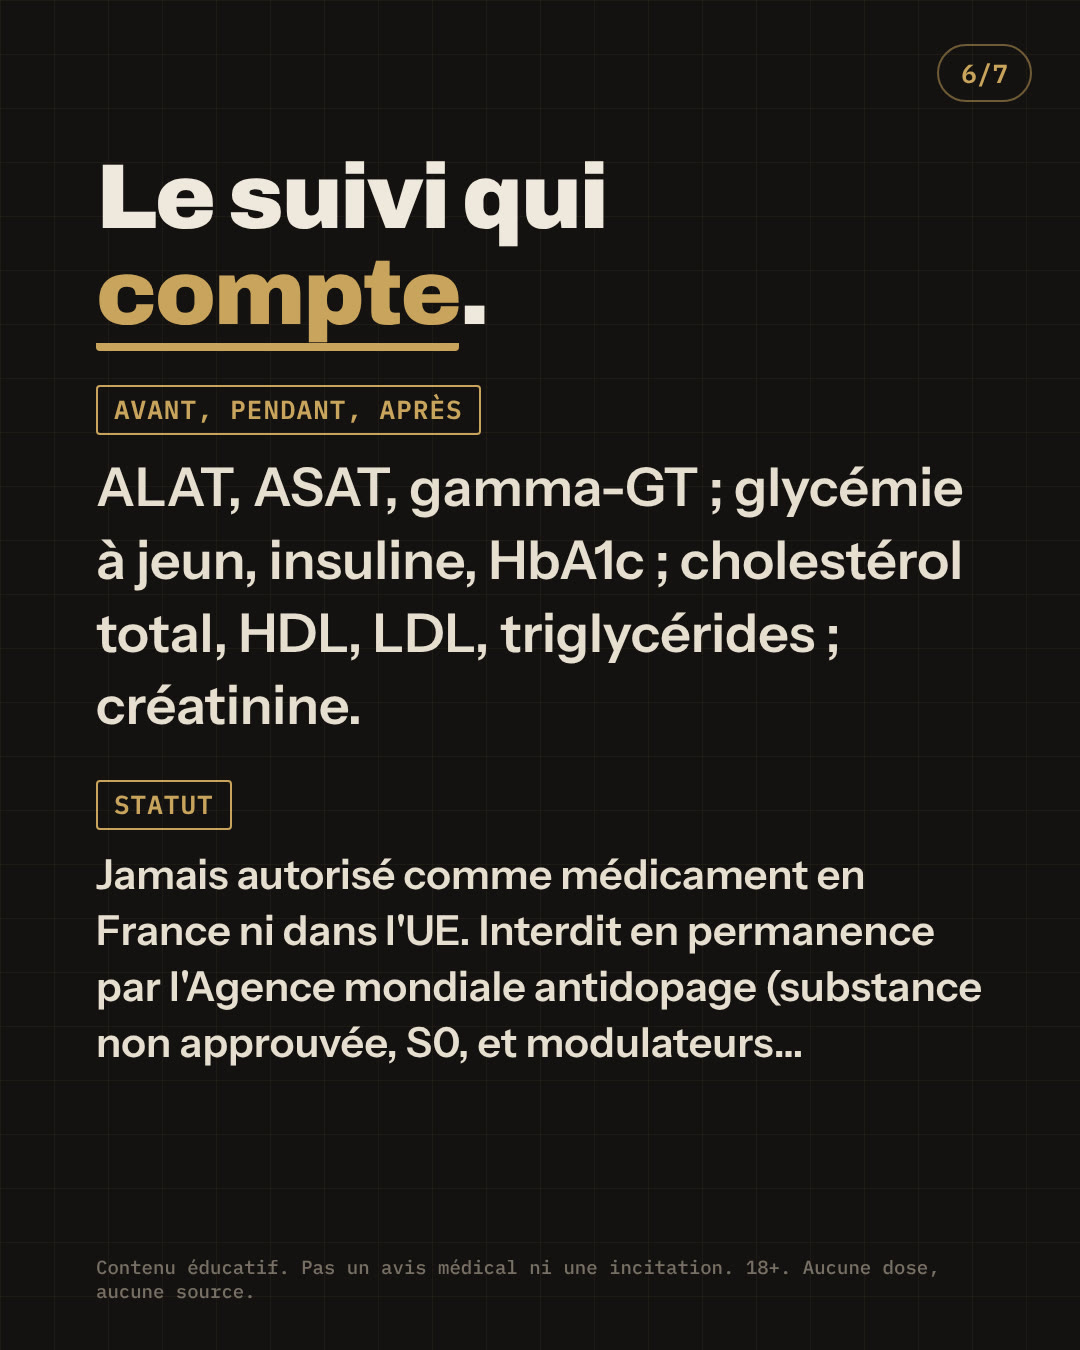 6/7
Le suivi qui
compte.
AVANT, PENDANT, APRÈS
ALAT, ASAT, gamma-GT ; glycémie
à jeun, insuline, HbA1c ; cholestérol
total, HDL, LDL, triglycérides ;
créatinine.
STATUT
Jamais autorisé comme médicament en
France ni dans l'UE. Interdit en permanence
par l'Agence mondiale antidopage (substance
non approuvée, S0, et modulateurs…
Contenu éducatif. Pas un avis médical ni une incitation. 18+. Aucune dose,
aucune source.